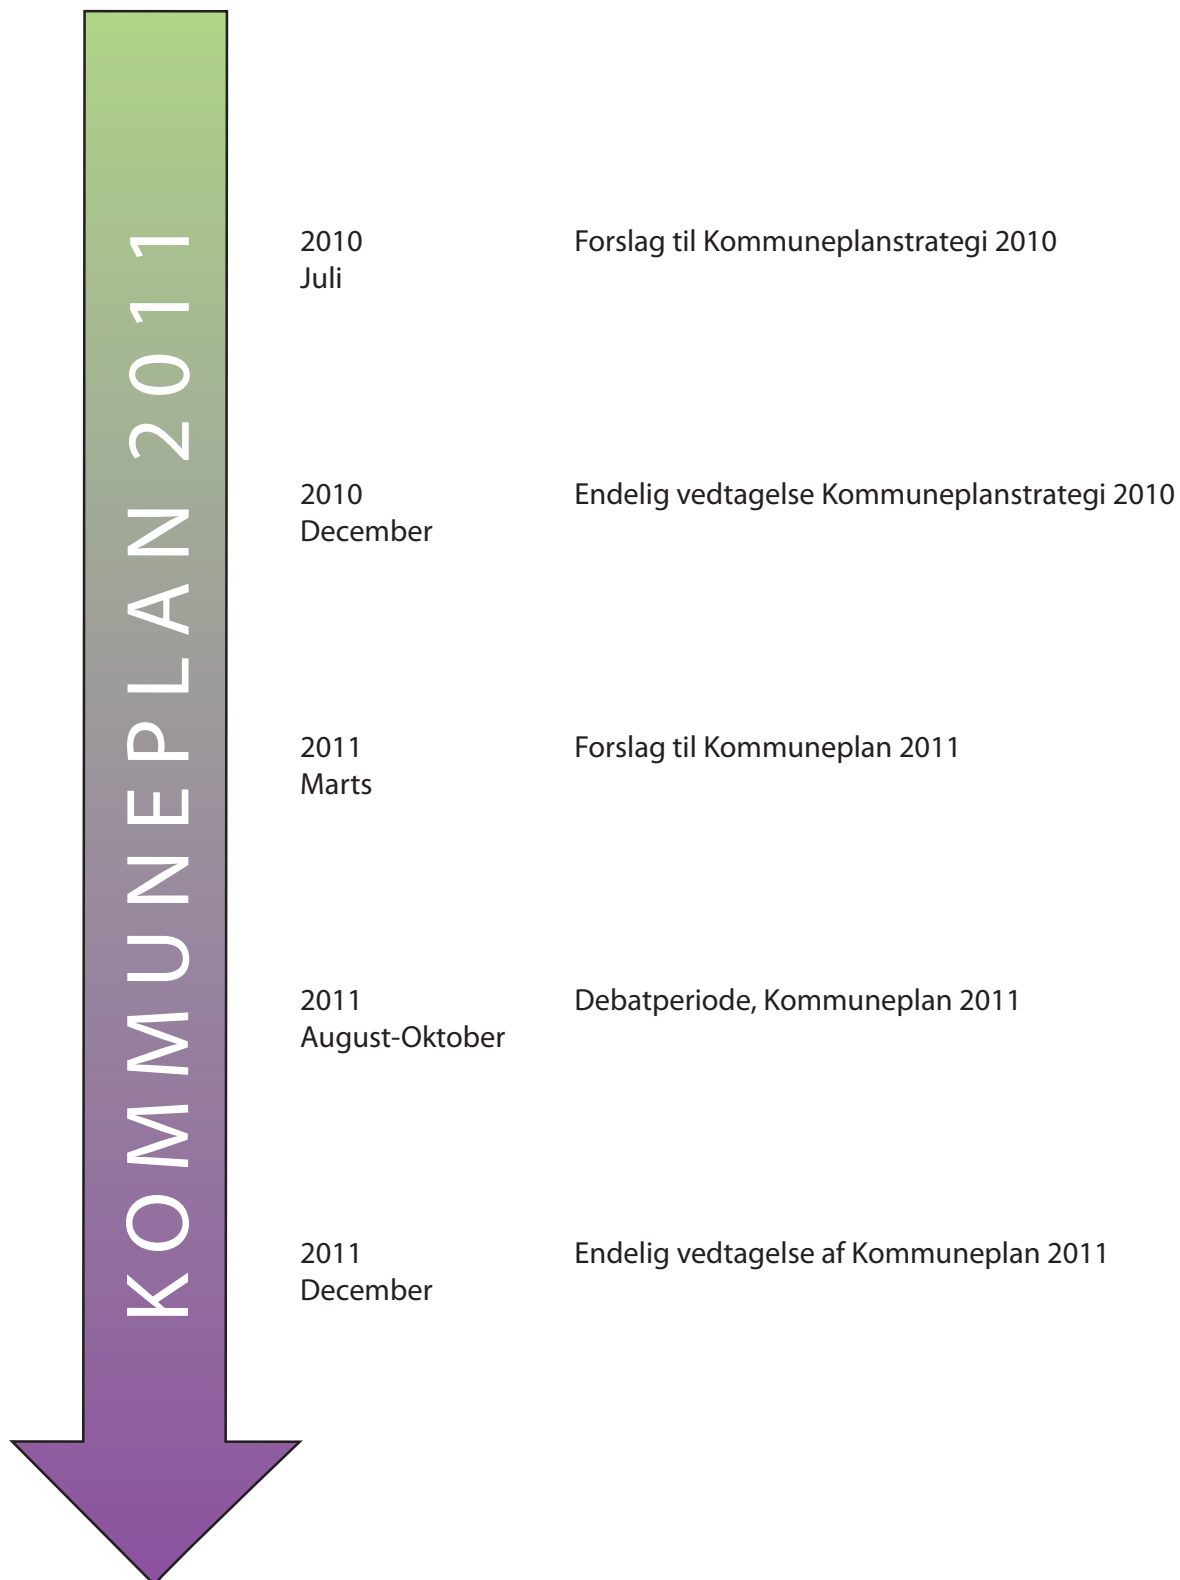 KOMMUNEPLAN 2011
2010 Forslag til Kommuneplanstrategi 2010
Juli
2010 Endelig vedtagelse Kommuneplanstrategi 2010
December
2011 Forslag til Kommuneplan 2011
Marts
2011 Debatperiode, Kommuneplan 2011
August-Oktober
2011 Endelig vedtagelse af Kommuneplan 2011
December